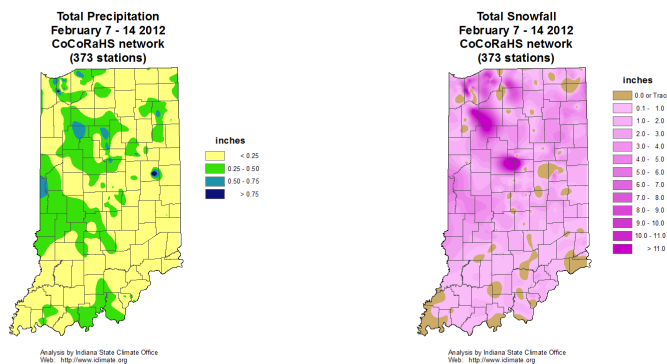 Total Precipitation
February 7 - 14 2012
CoCoRaHS network
(373 stations)
inches
< 0.25
0.25 - 0.50
0.50 - 0.75
> 0.75
Analysis by Indiana State Climate Office
Web: http://www.iclimate.org
Total Snowfall
February 7 - 14 2012
CoCoRaHS network
(373 stations)
inches
0.0 or Trac
0.1 - 1.0
1.0 - 2.0
2.0 - 3.0
3.0 - 4.0
4.0 - 5.0
5.0 - 6.0
6.0 - 7.0
7.0 - 8.0
8.0 - 9.0
9.0 - 10.0
10.0 - 11.0
> 11.0
Analysis by Indiana State Climate Office
Web: http://www.iclimate.org